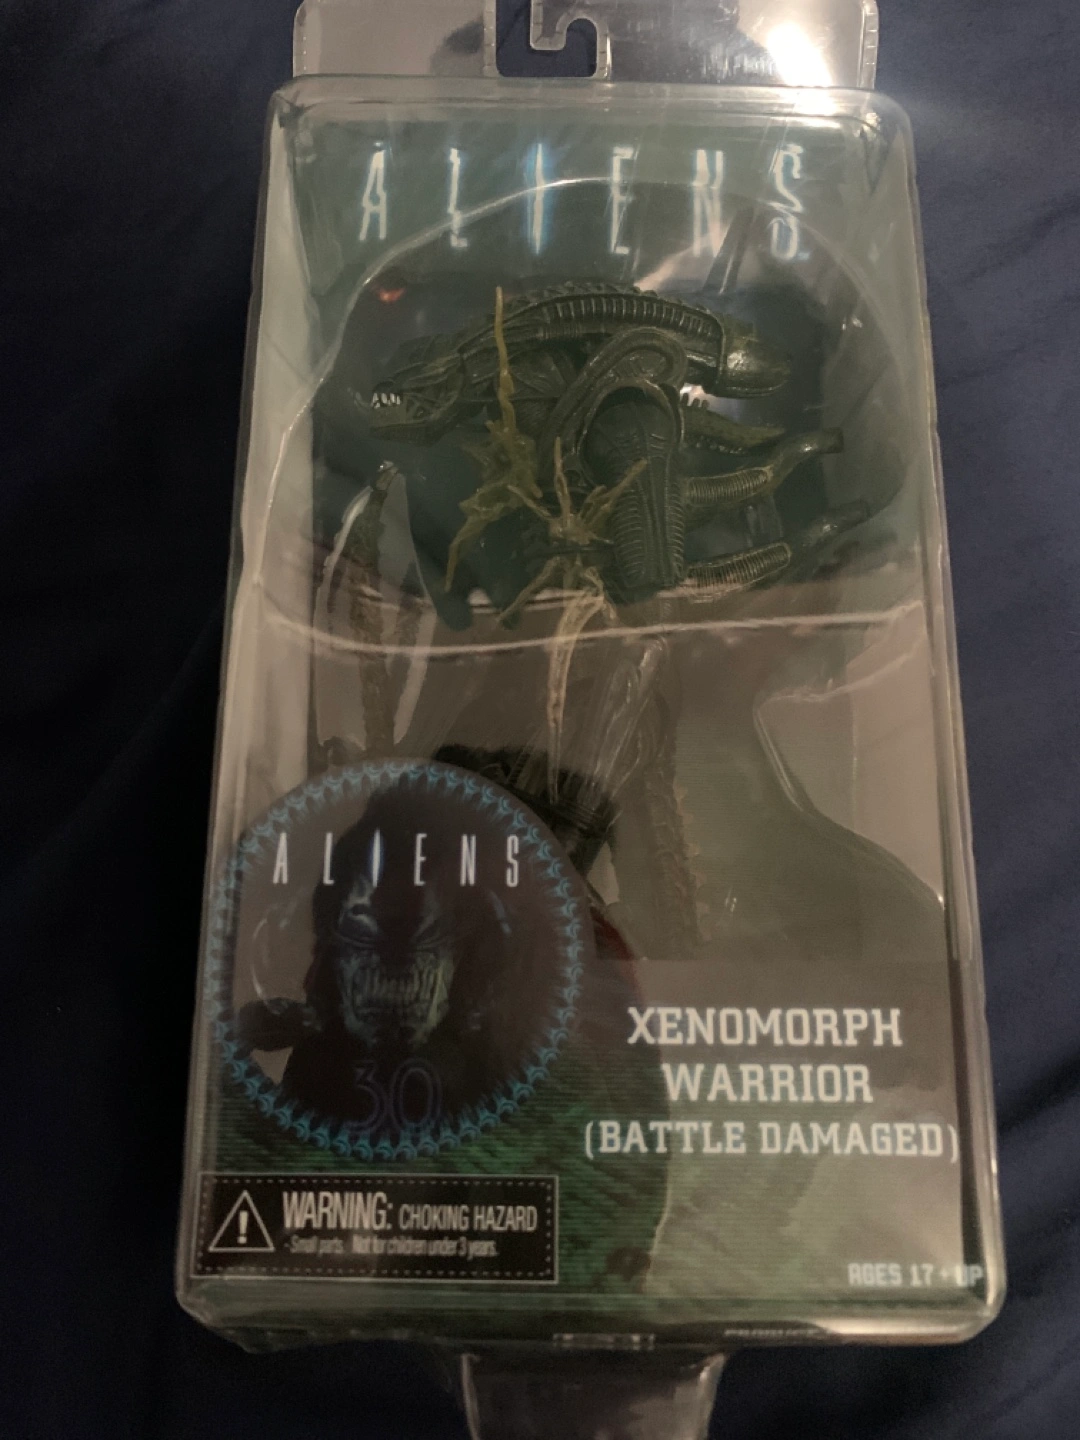 ALIENS
ALIENS
30
XENOMORPH
WARRIOR
(BATTLE DAMAGED)
WARNING: CHOKING HAZARD
-Small parts. Not for children under 3 years.
AGES 17 + UP